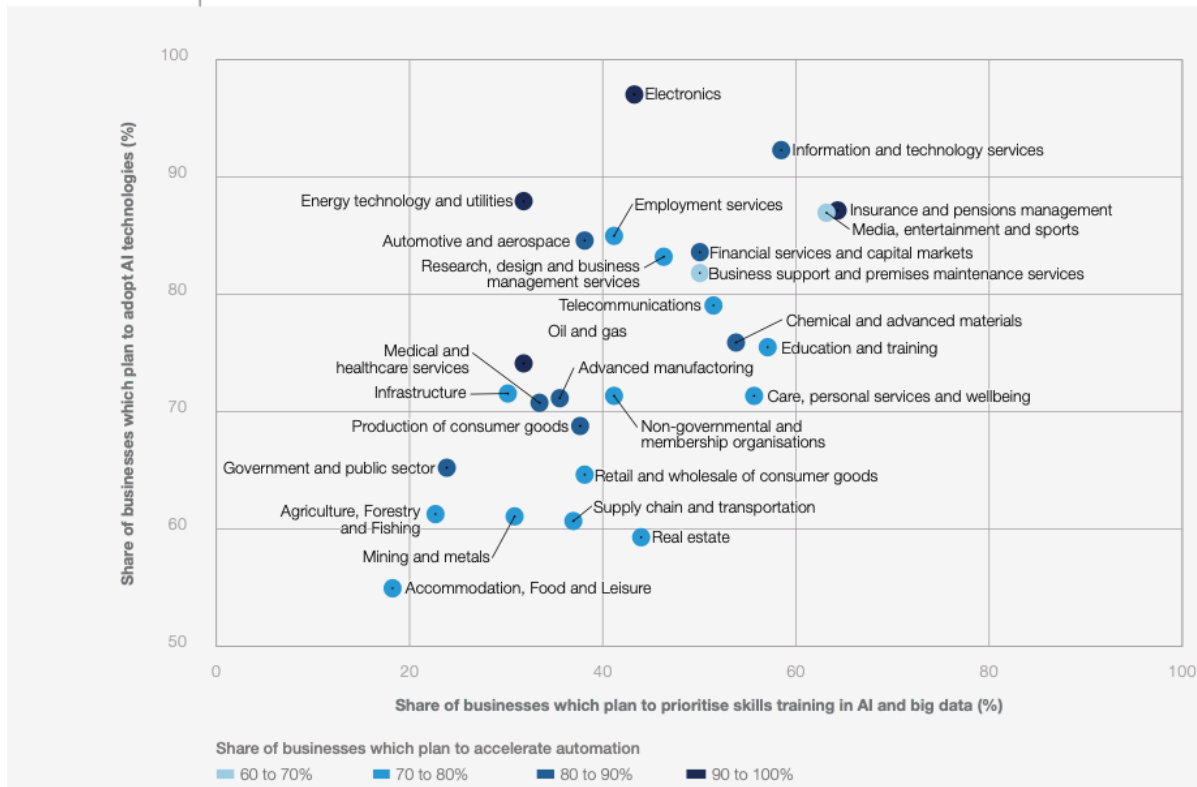 100
Electronics
Information and technology services
90
Energy technology and utilities
Employment services
Insurance and pensions management
Media, entertainment and sports
Automotive and aerospace
Financial services and capital markets
Research, design and business
management services
Business support and premises maintenance services
80
Telecommunications
Chemical and advanced materials
Oil and gas
Education and training
Medical and
healthcare services
Advanced manufactoring
Infrastructure
Care, personal services and wellbeing
70
Production of consumer goods
Non-governmental and
membership organisations
Government and public sector
Retail and wholesale of consumer goods
Agriculture, Forestry
and Fishing
Supply chain and transportation
60
Real estate
Mining and metals
Accommodation, Food and Leisure
50
Share of businesses which plan to adopt AI technologies (%)
0
20
40
60
80
100
Share of businesses which plan to prioritise skills training in AI and big data (%)
Share of businesses which plan to accelerate automation
60 to 70%
70 to 80%
80 to 90%
90 to 100%